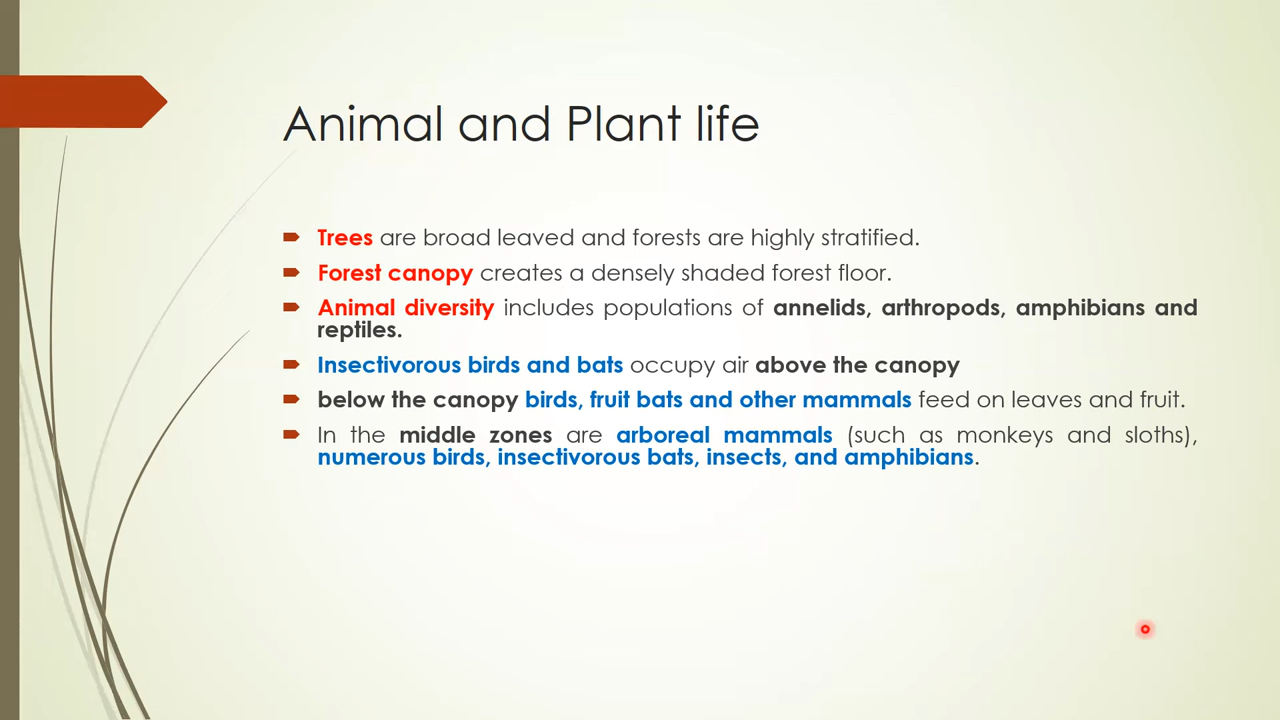 Animal and Plant life
Trees are broad leaved and forests are highly stratified.
Forest canopy creates a densely shaded forest floor.
Animal diversity includes populations of annelids, arthropods, amphibians and
reptiles.
Insectivorous birds and bats occupy air above the canopy
below the canopy birds, fruit bats and other mammals feed on leaves and fruit.
In the middle zones are arboreal mammals (such as monkeys and sloths),
numerous birds, insectivorous bats, insects, and amphibians.